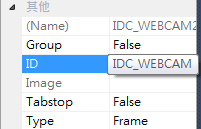 其他
(Name) IDC_WEBCAM2
Group False
ID IDC_WEBCAM
Image
Tabstop False
Type Frame